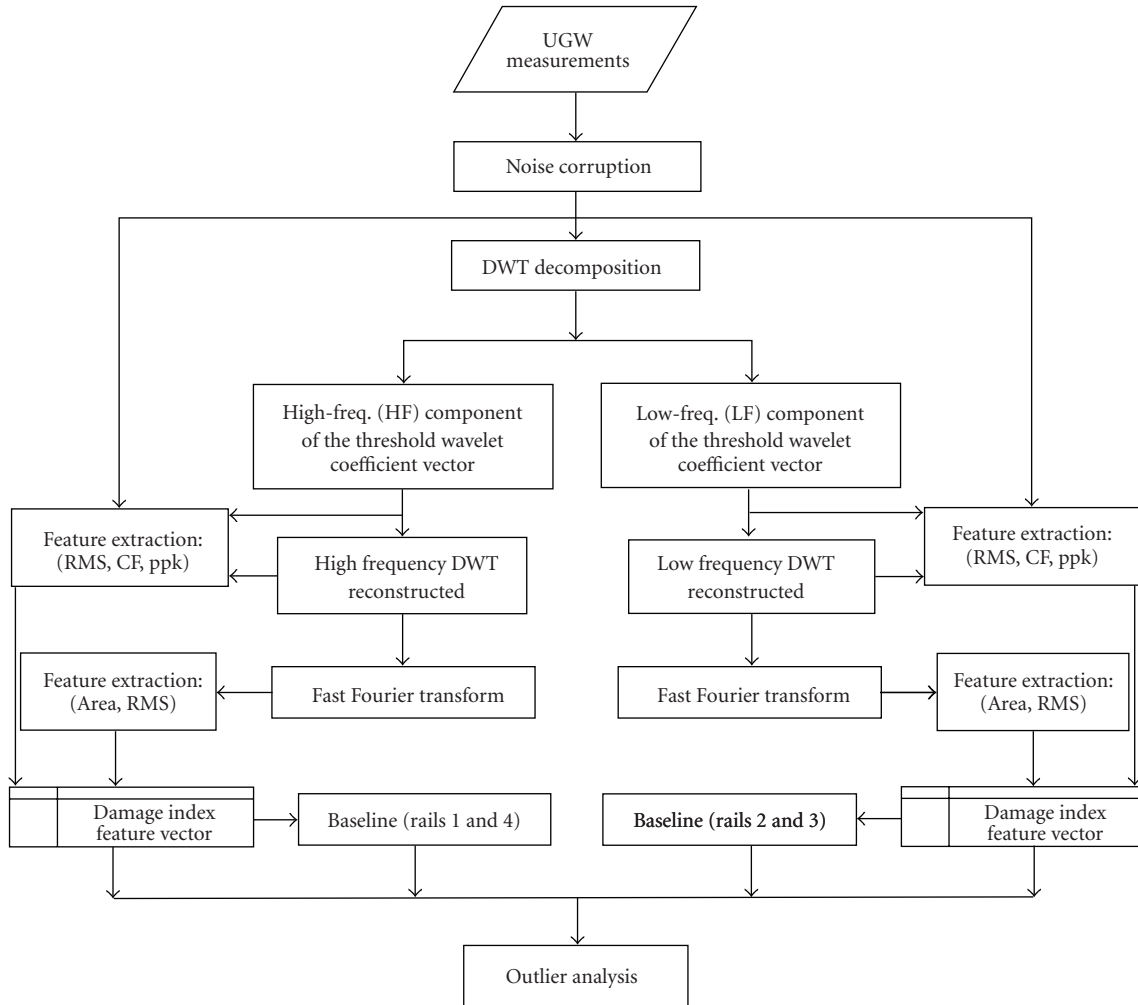 UGW
measurements
Noise corruption
DWT decomposition
High-freq. (HF) component
of the threshold wavelet
coefficient vector
Low-freq. (LF) component
of the threshold wavelet
coefficient vector
Feature extraction:
(RMS, CF, ppk)
High frequency DWT
reconstructed
Low frequency DWT
reconstructed
Feature extraction:
(RMS, CF, ppk)
Feature extraction:
(Area, RMS)
Fast Fourier transform
Fast Fourier transform
Feature extraction:
(Area, RMS)
Damage index
feature vector
Baseline (rails 1 and 4)
Baseline (rails 2 and 3)
Damage index
feature vector
Outlier analysis